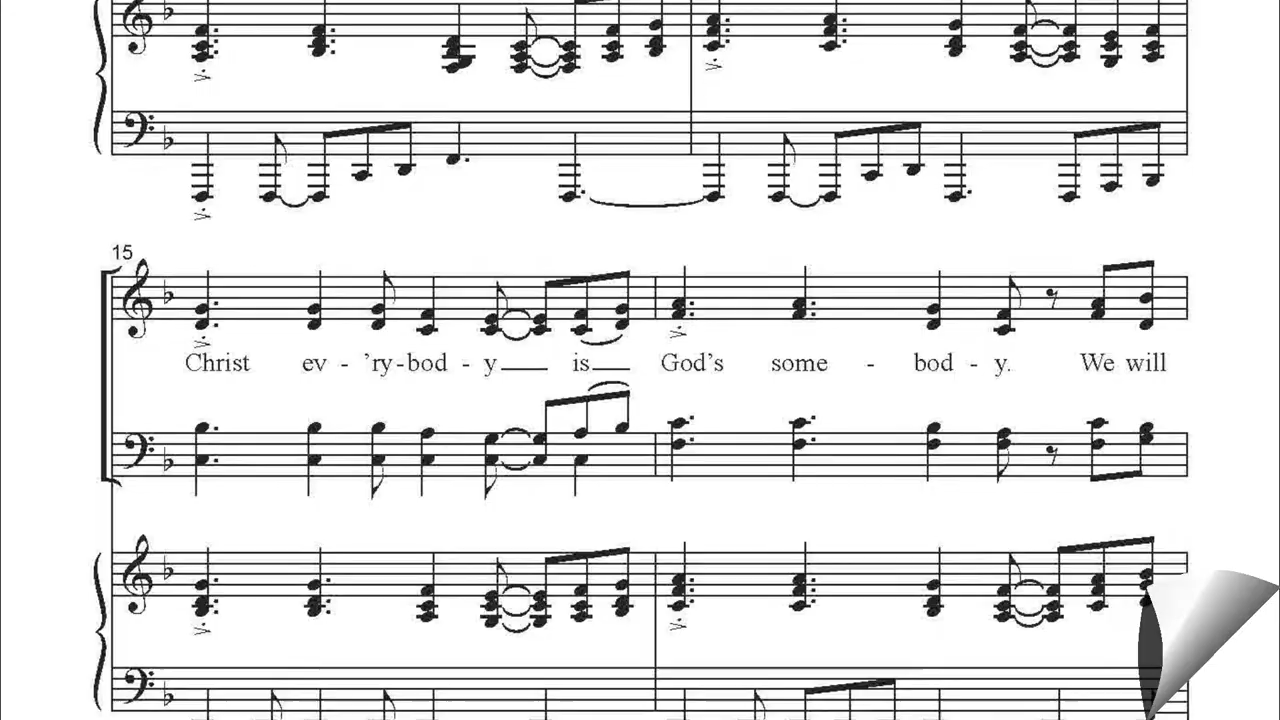 15
Christ ev - ’ry-bod - y is God’s some - bod - y. We will